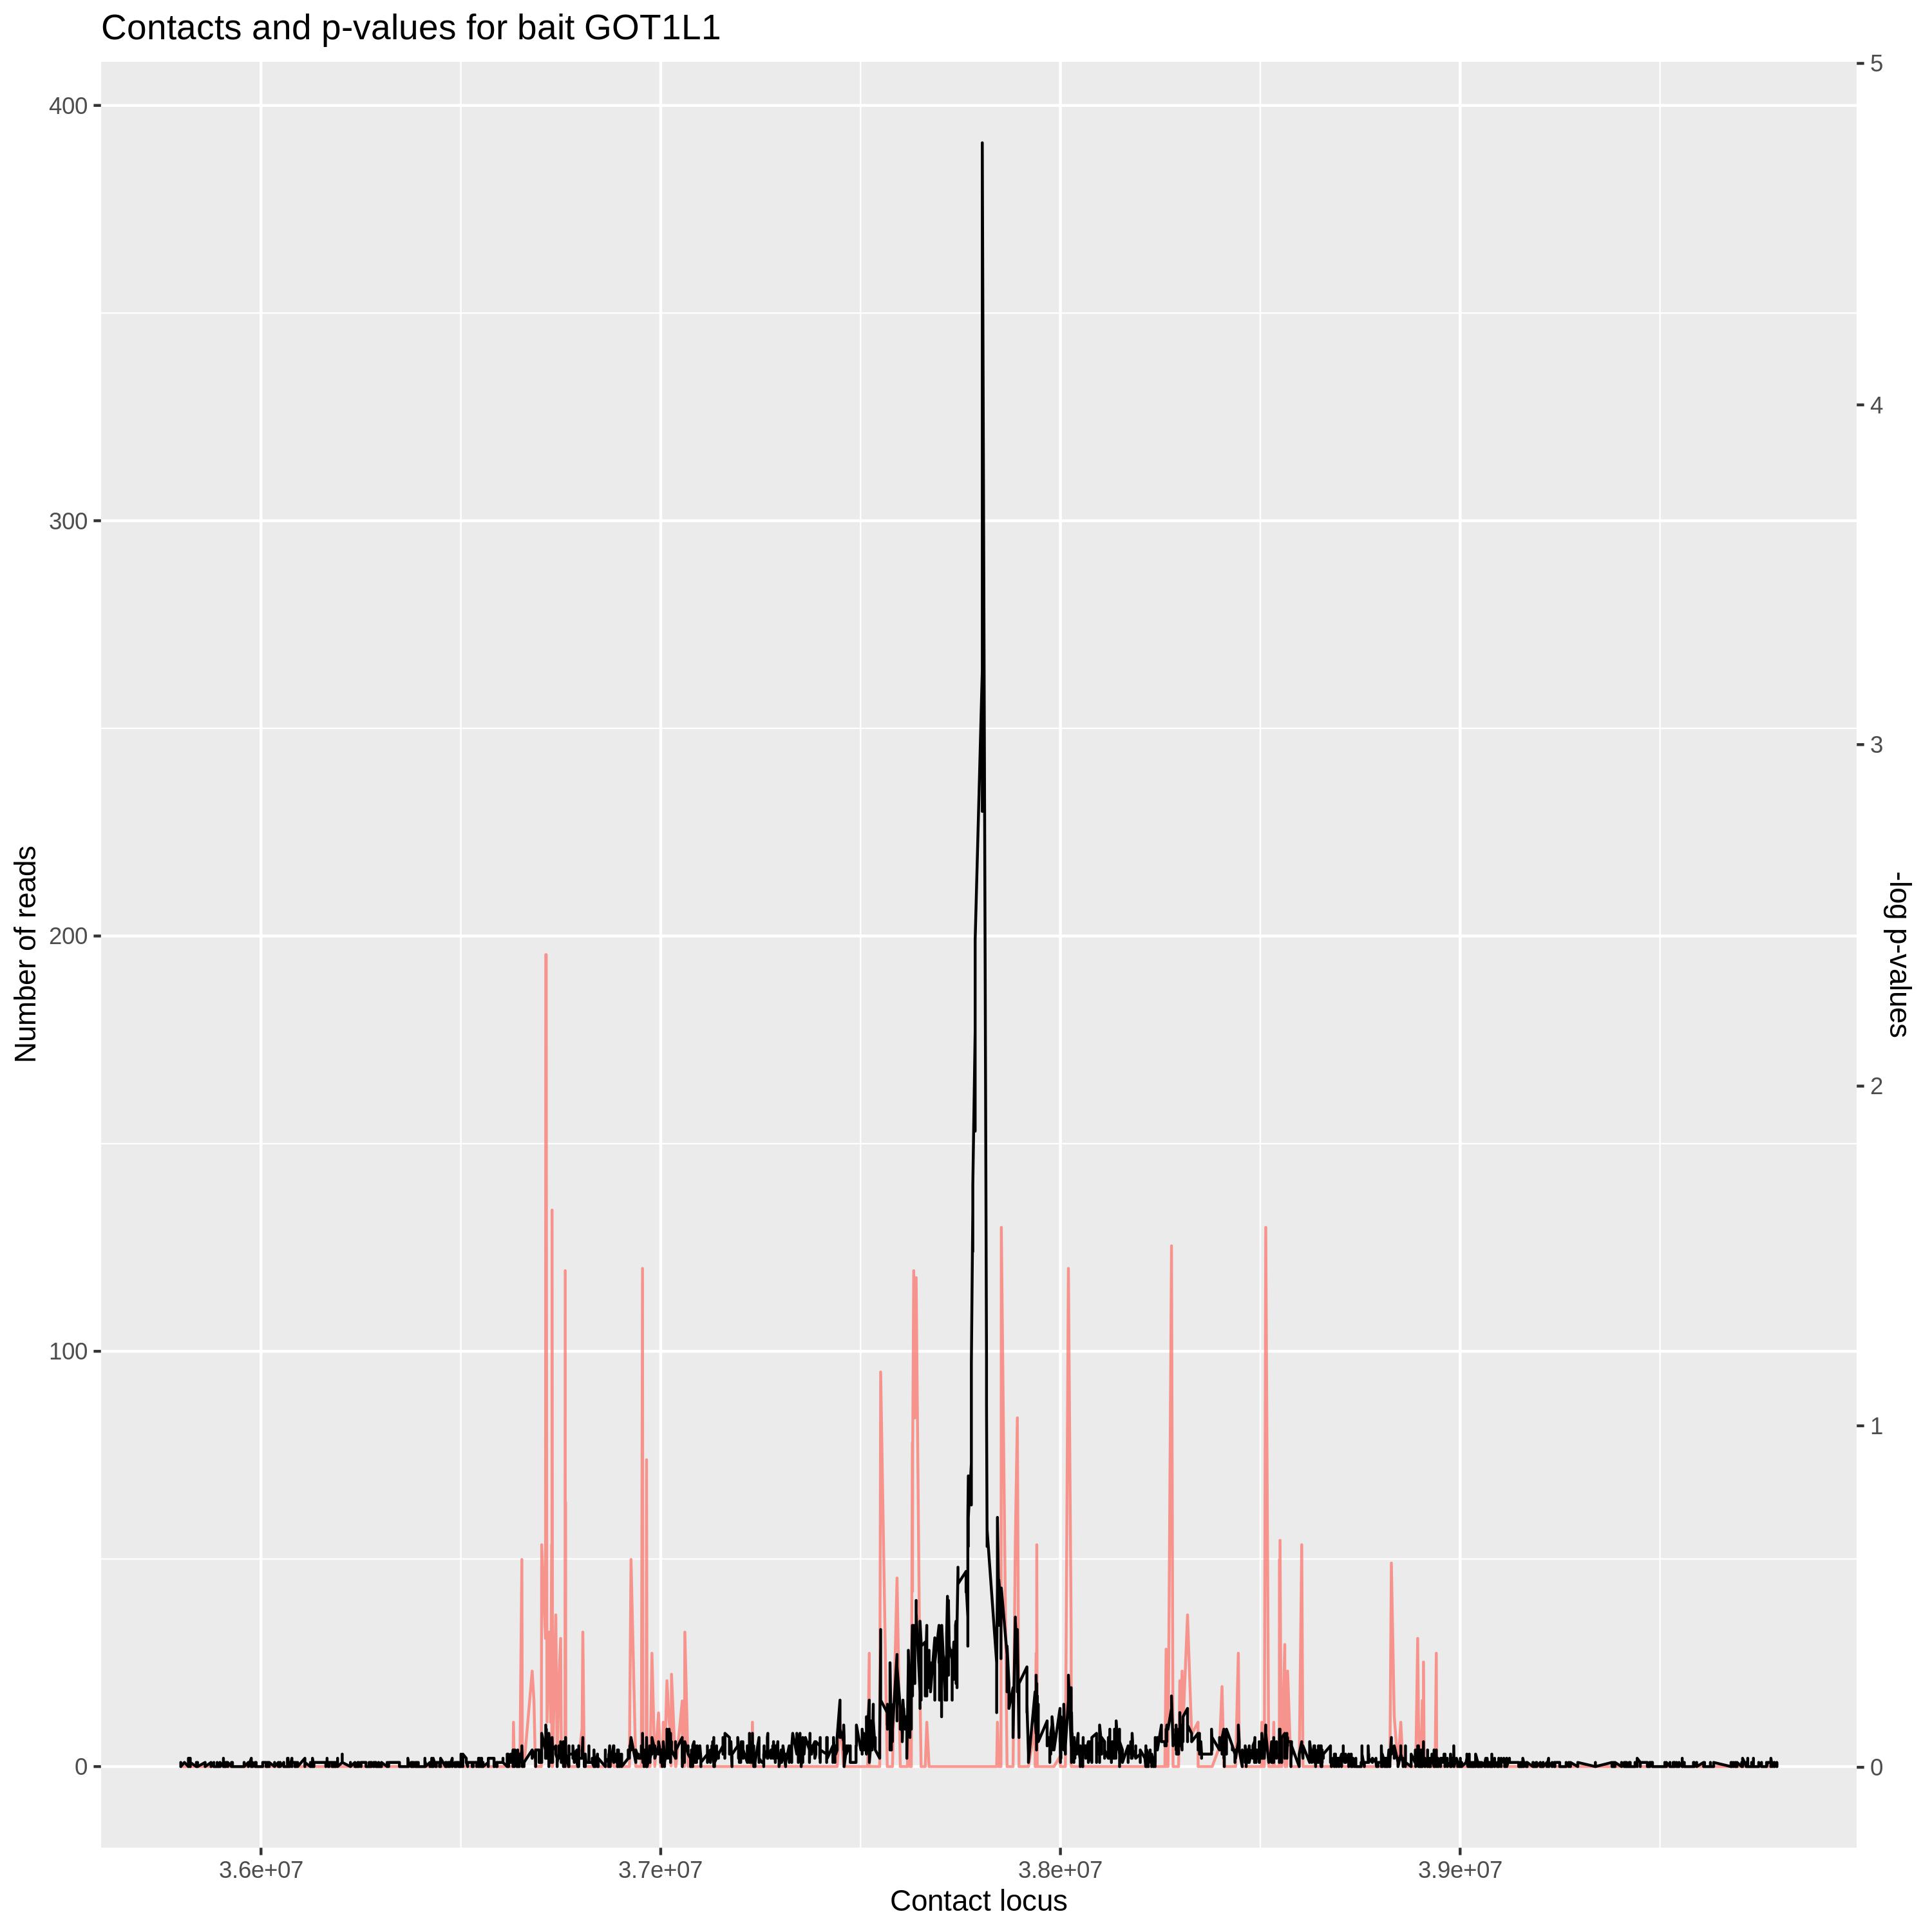 Contacts and p-values for bait GOT1L1
400
300
200
100
0
Number of reads
5
4
3
2
1
0
-log p-values
3.6e+07
3.7e+07
3.8e+07
3.9e+07
Contact locus